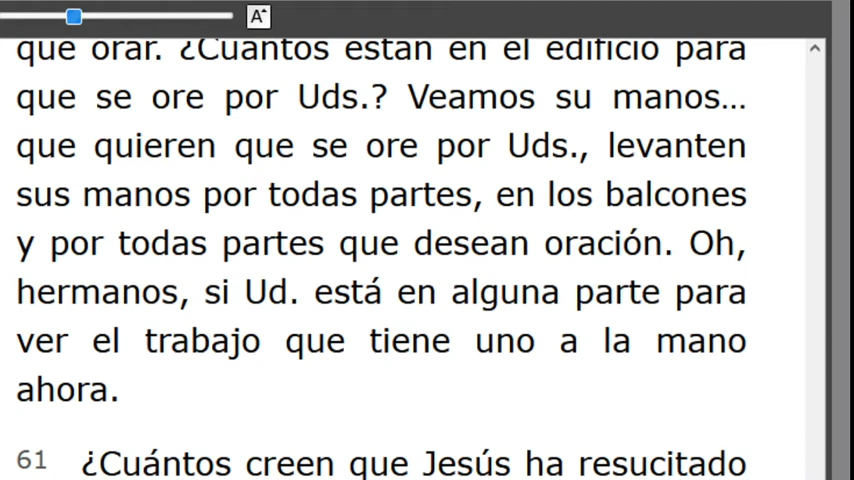 A
que orar. ¿Cuántos están en el edificio para
que se ore por Uds.? Veamos su manos...
que quieren que se ore por Uds., levanten
sus manos por todas partes, en los balcones
y por todas partes que desean oración. Oh,
hermanos, si Ud. está en alguna parte para
ver el trabajo que tiene uno a la mano
ahora.
61 ¿Cuántos creen que Jesús ha resucitado